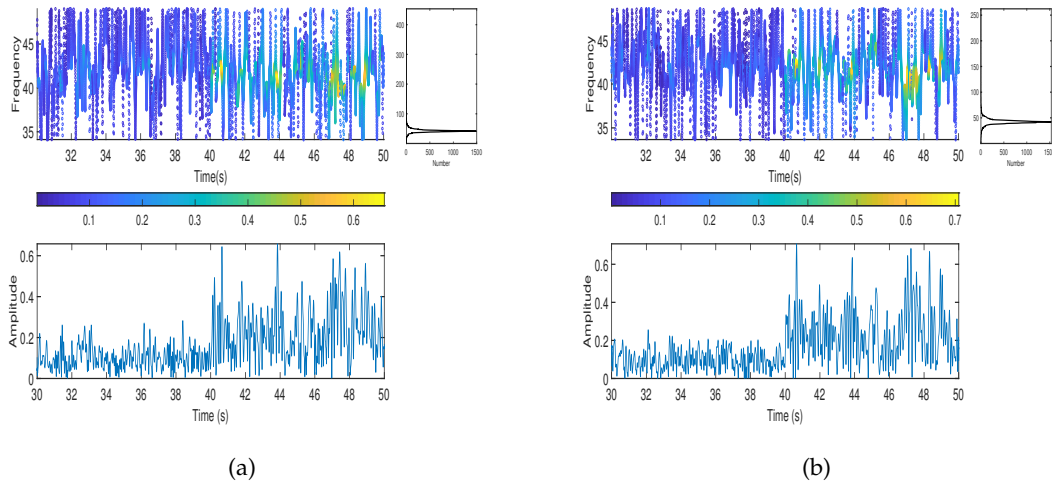 45
40
35
Frequency
32 34 36 38 40 42 44 46 48 50
Time(s)
400
300
200
100
0 500 1000 1500
Number
0.1 0.2 0.3 0.4 0.5 0.6
0.6
0.4
0.2
0
Amplitude
30 32 34 36 38 40 42 44 46 48 50
Time (s)
(a)
45
40
35
Frequency
32 34 36 38 40 42 44 46 48 50
Time(s)
250
200
150
100
50
0 500 1000 1500
Number
0.1 0.2 0.3 0.4 0.5 0.6 0.7
0.6
0.4
0.2
0
Amplitude
30 32 34 36 38 40 42 44 46 48 50
Time (s)
(b)